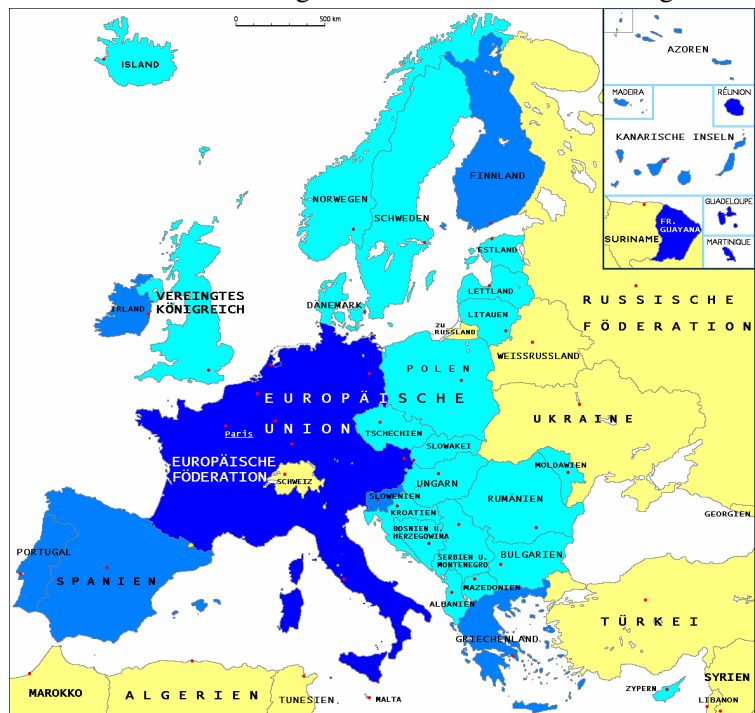 500 km
ISLAND
AZOREN
MADEIRA
RÉUNION
KANARISCHE INSELN
GUADELOUPE
FR.
GUAYANA
SURINAME
MARTINIQUE
FINNLAND
NORWEGEN
SCHWEDEN
ESTLAND
LETTLAND
LITAUEN
DÄNEMARK
VEREINGTES
KÖNIGREICH
IRLAND
ZU
RUSSLAND
RUSSISCHE
FÖDERATION
WEISSRUSSLAND
POLEN
EUROPÄISCHE
UNION
UKRAINE
Paris
TSCHECHIEN
SLOWAKEI
EUROPÄISCHE
FÖDERATION
SCHWEIZ
MOLDAWIEN
UNGARN
SLOWENIEN
RUMÄNIEN
KROATIEN
GEORGIEN
BOSNIEN U.
HERZEGOWINA
PORTUGAL
SPANIEN
SERBIEN U.
MONTENEGRO
BULGARIEN
MAZEDONIEN
ALBANIEN
TÜRKEI
GRIECHENLAND
MAROKKO
ALGERIEN
TUNESIEN
MALTA
ZYPERN
SYRIEN
LIBANON